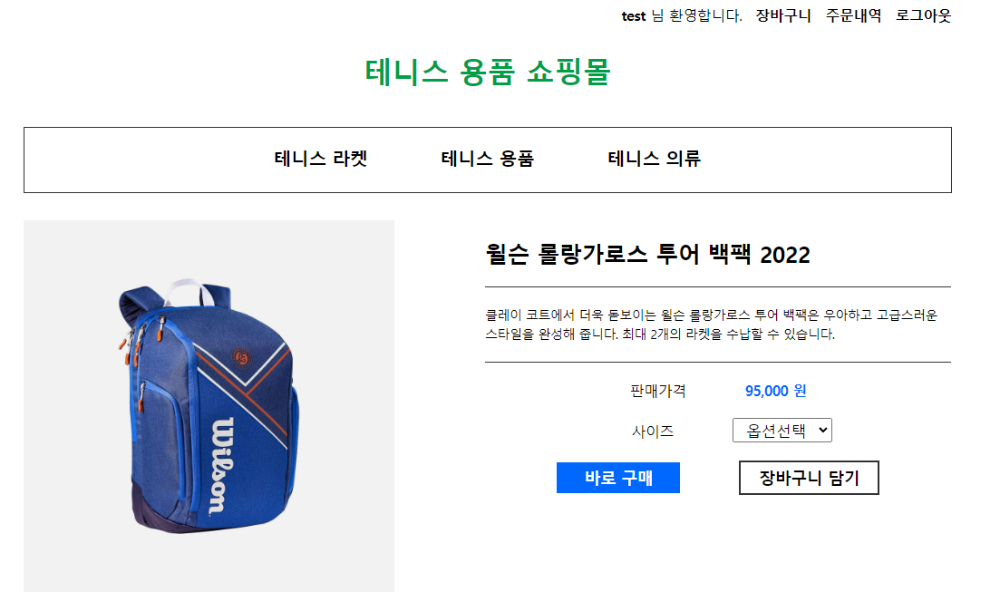 test 님 환영합니다. 장바구니 주문내역 로그아웃
테니스 용품 쇼핑몰
테니스 라켓 테니스 용품 테니스 의류
윌슨 롤랑가로스 투어 백팩 2022
클레이 코트에서 더욱 돋보이는 윌슨 롤랑가로스 투어 백팩은 우아하고 고급스러운
스타일을 완성해 줍니다. 최대 2개의 라켓을 수납할 수 있습니다.
판매가격 95,000 원
사이즈 옵션선택
바로 구매 장바구니 담기
Wilson